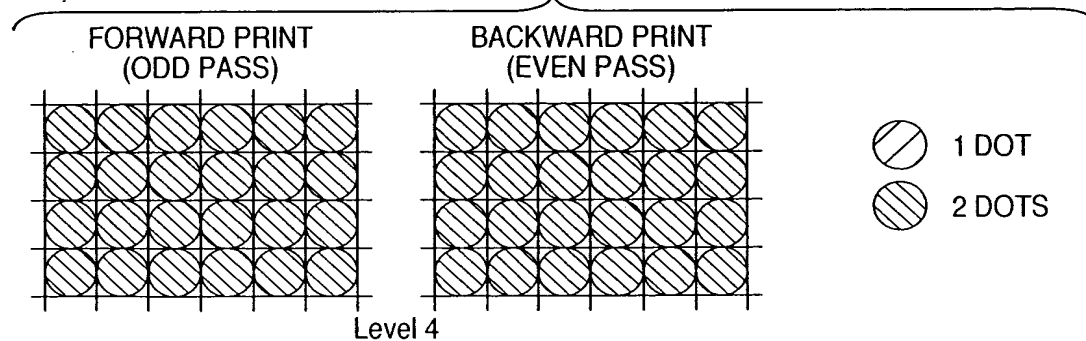 FORWARD PRINT
(ODD PASS)
BACKWARD PRINT
(EVEN PASS)
1 DOT
2 DOTS
Level 4